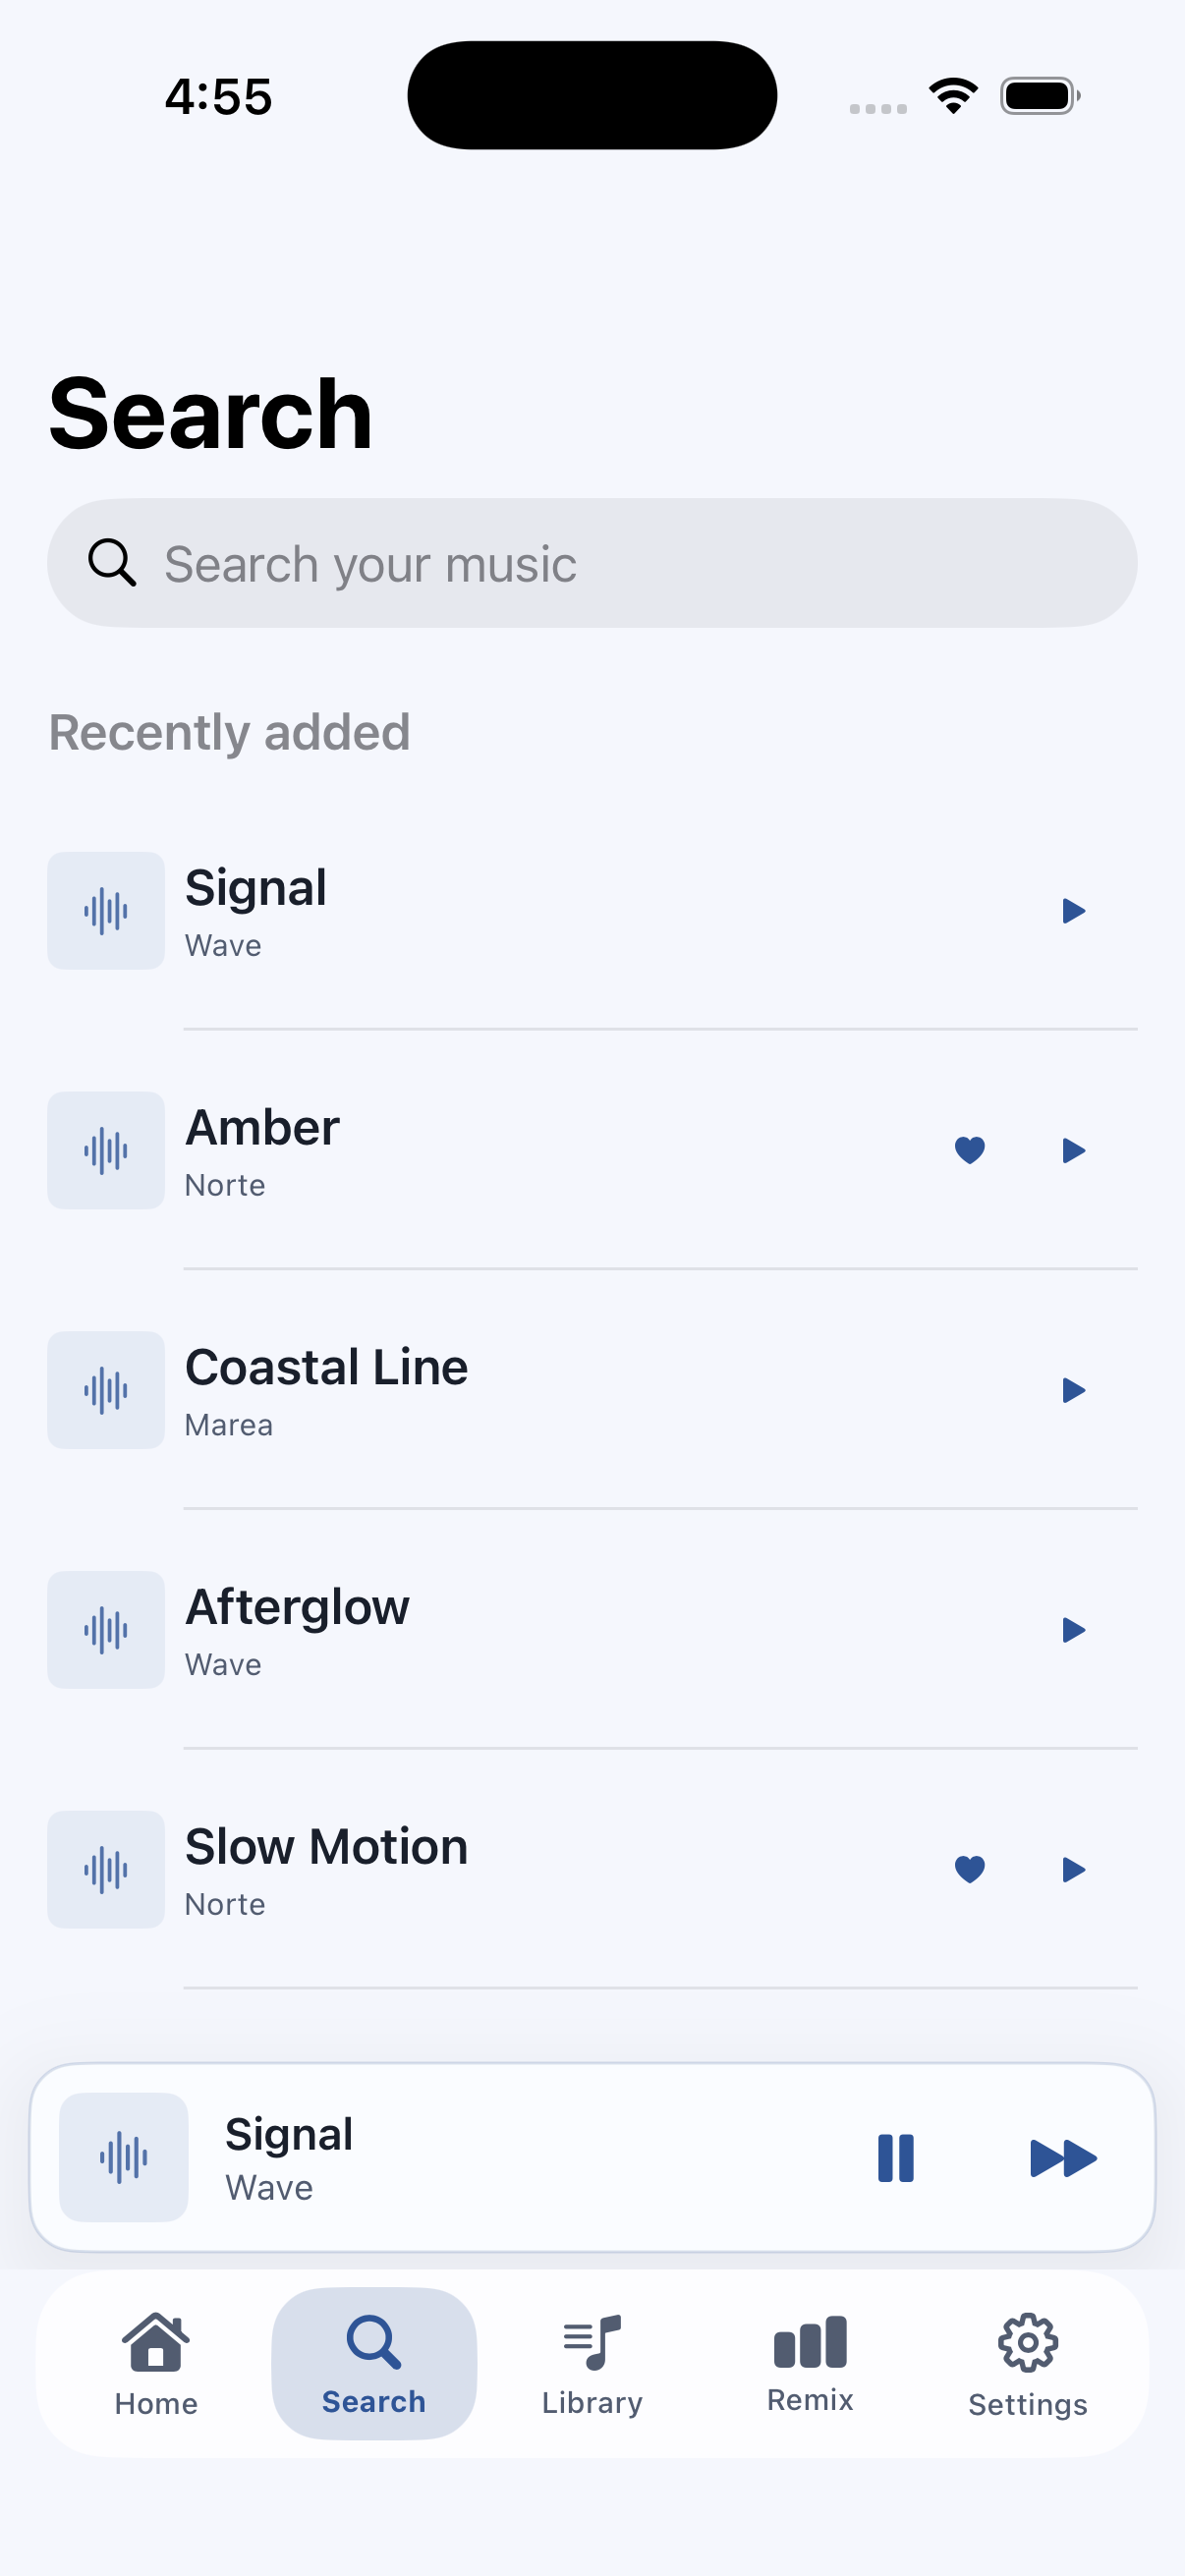 4:55
Search
Search your music
Recently added
Signal
Wave
Amber
Norte
Coastal Line
Marea
Afterglow
Wave
Slow Motion
Norte
Signal
Wave
Home
Search
Library
Remix
Settings